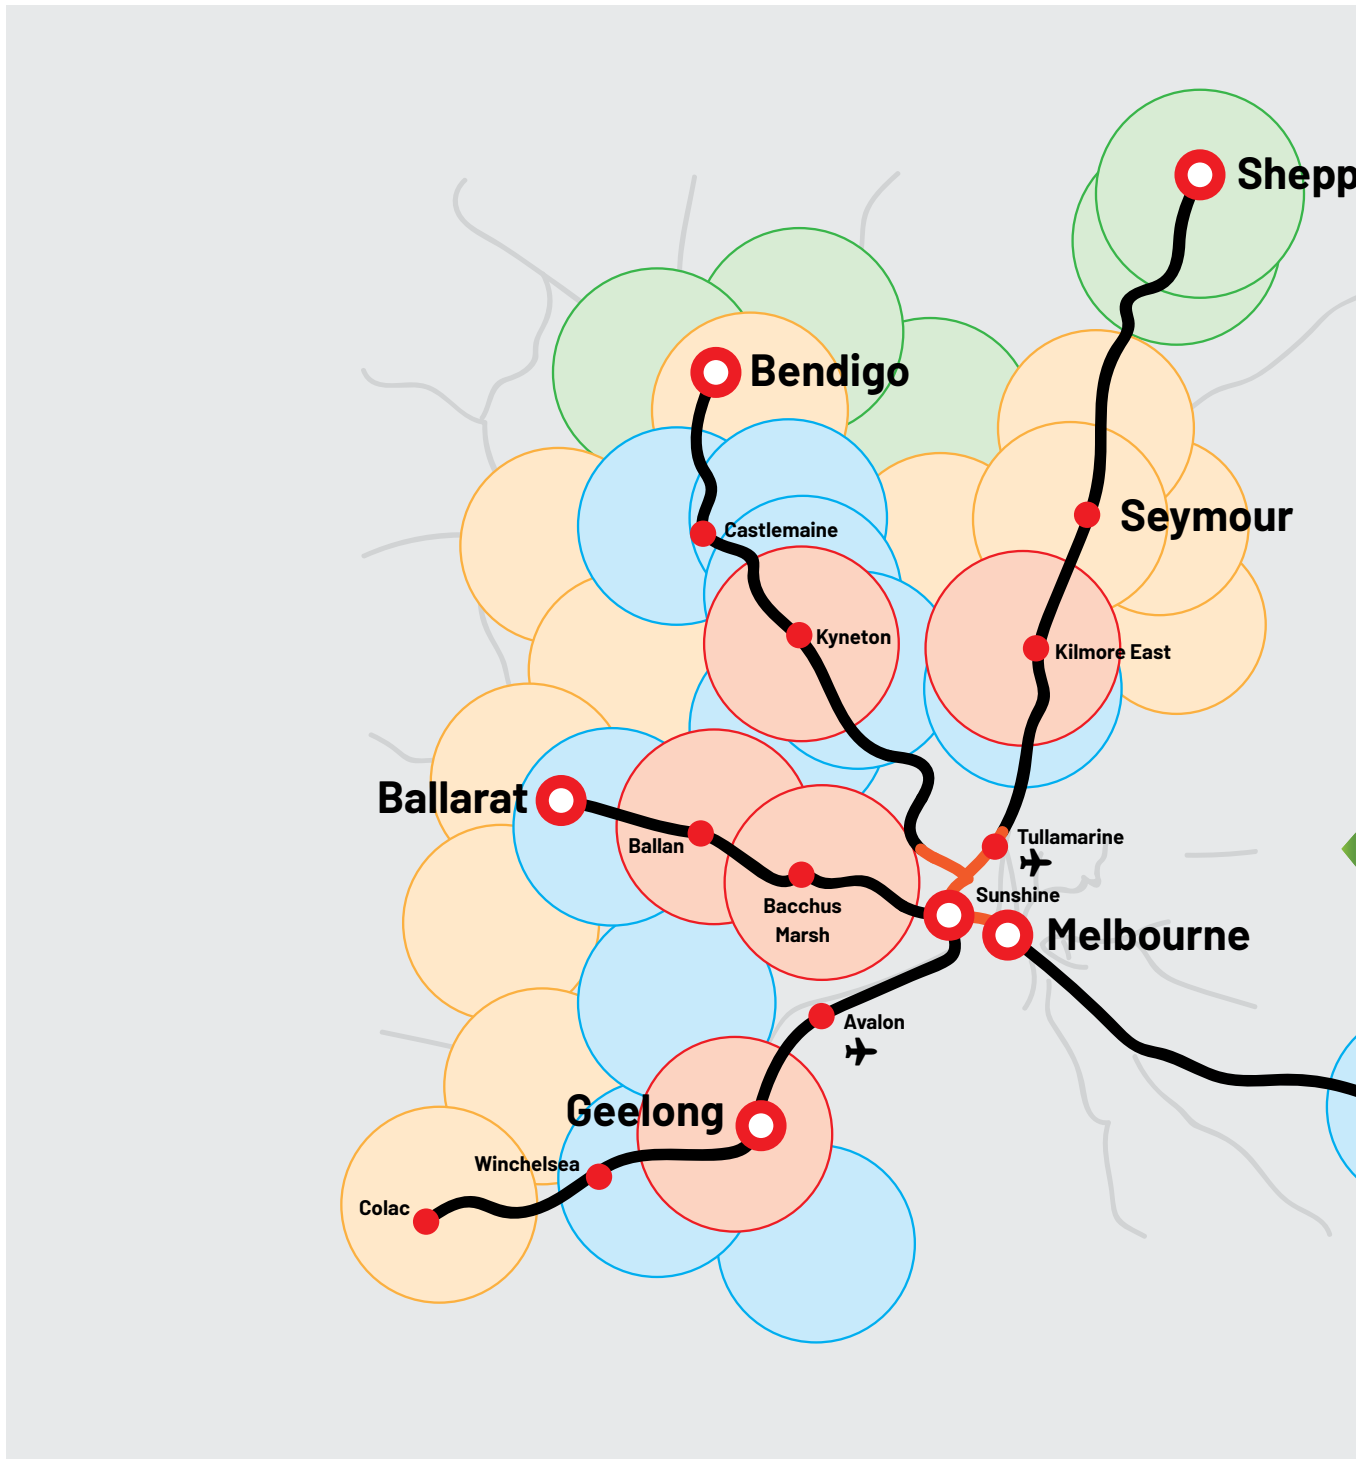 Shepp
Bendigo
Seymour
Castlemaine
Kyneton
Kilmore East
Ballarat
Ballan
Tullamarine
Bacchus
Marsh
Sunshine
Melbourne
Avalon
Geelong
Winchelsea
Colac